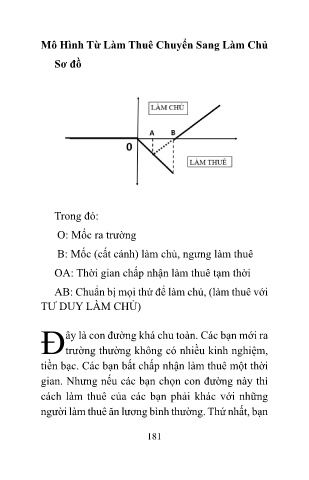 Mô Hình Từ Làm Thuê Chuyển Sang Làm Chủ
Sơ đồ
LÀM CHỦ
A B
0
LÀM THUÊ
Trong đó:
O: Mốc ra trường
B: Mốc (cất cánh) làm chủ, ngưng làm thuê
OA: Thời gian chấp nhận làm thuê tạm thời
AB: Chuẩn bị mọi thứ để làm chủ, (làm thuê với
TƯ DUY LÀM CHỦ)
Đây là con đường khá chu toàn. Các bạn mới ra
trường thường không có nhiều kinh nghiệm,
tiền bạc. Các bạn bắt chấp nhận làm thuê một thời
gian. Nhưng nếu các bạn chọn con đường này thì
cách làm thuê của các bạn phải khác với những
người làm thuê ăn lương bình thường. Thứ nhất, bạn
181